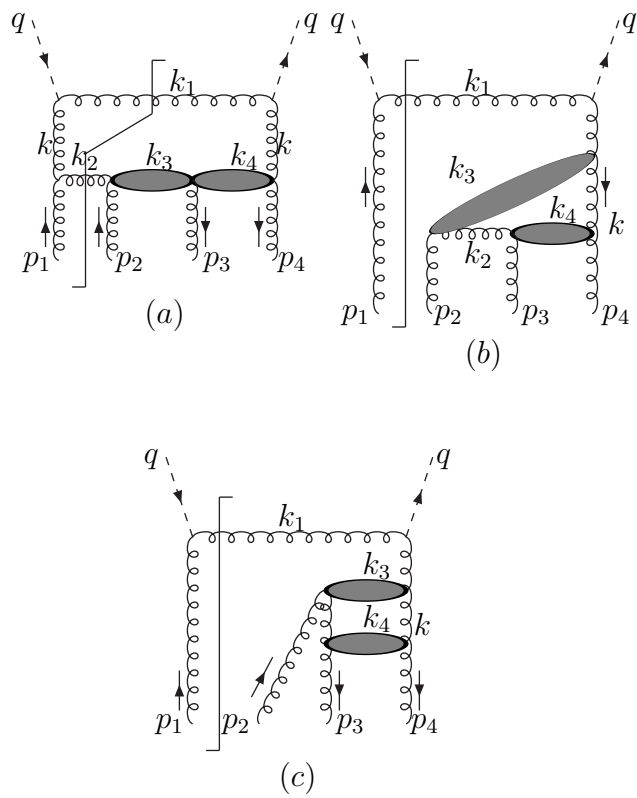 q q
k₁
k k₂ k₃ k₄ k
p₁ p₂ p₃ p₄
(a)
q q
k₁
k₃
k₄ k
k₂
p₁ p₂ p₃ p₄
(b)
q q
k₁
k₃
k₄ k
p₁ p₂ p₃ p₄
(c)